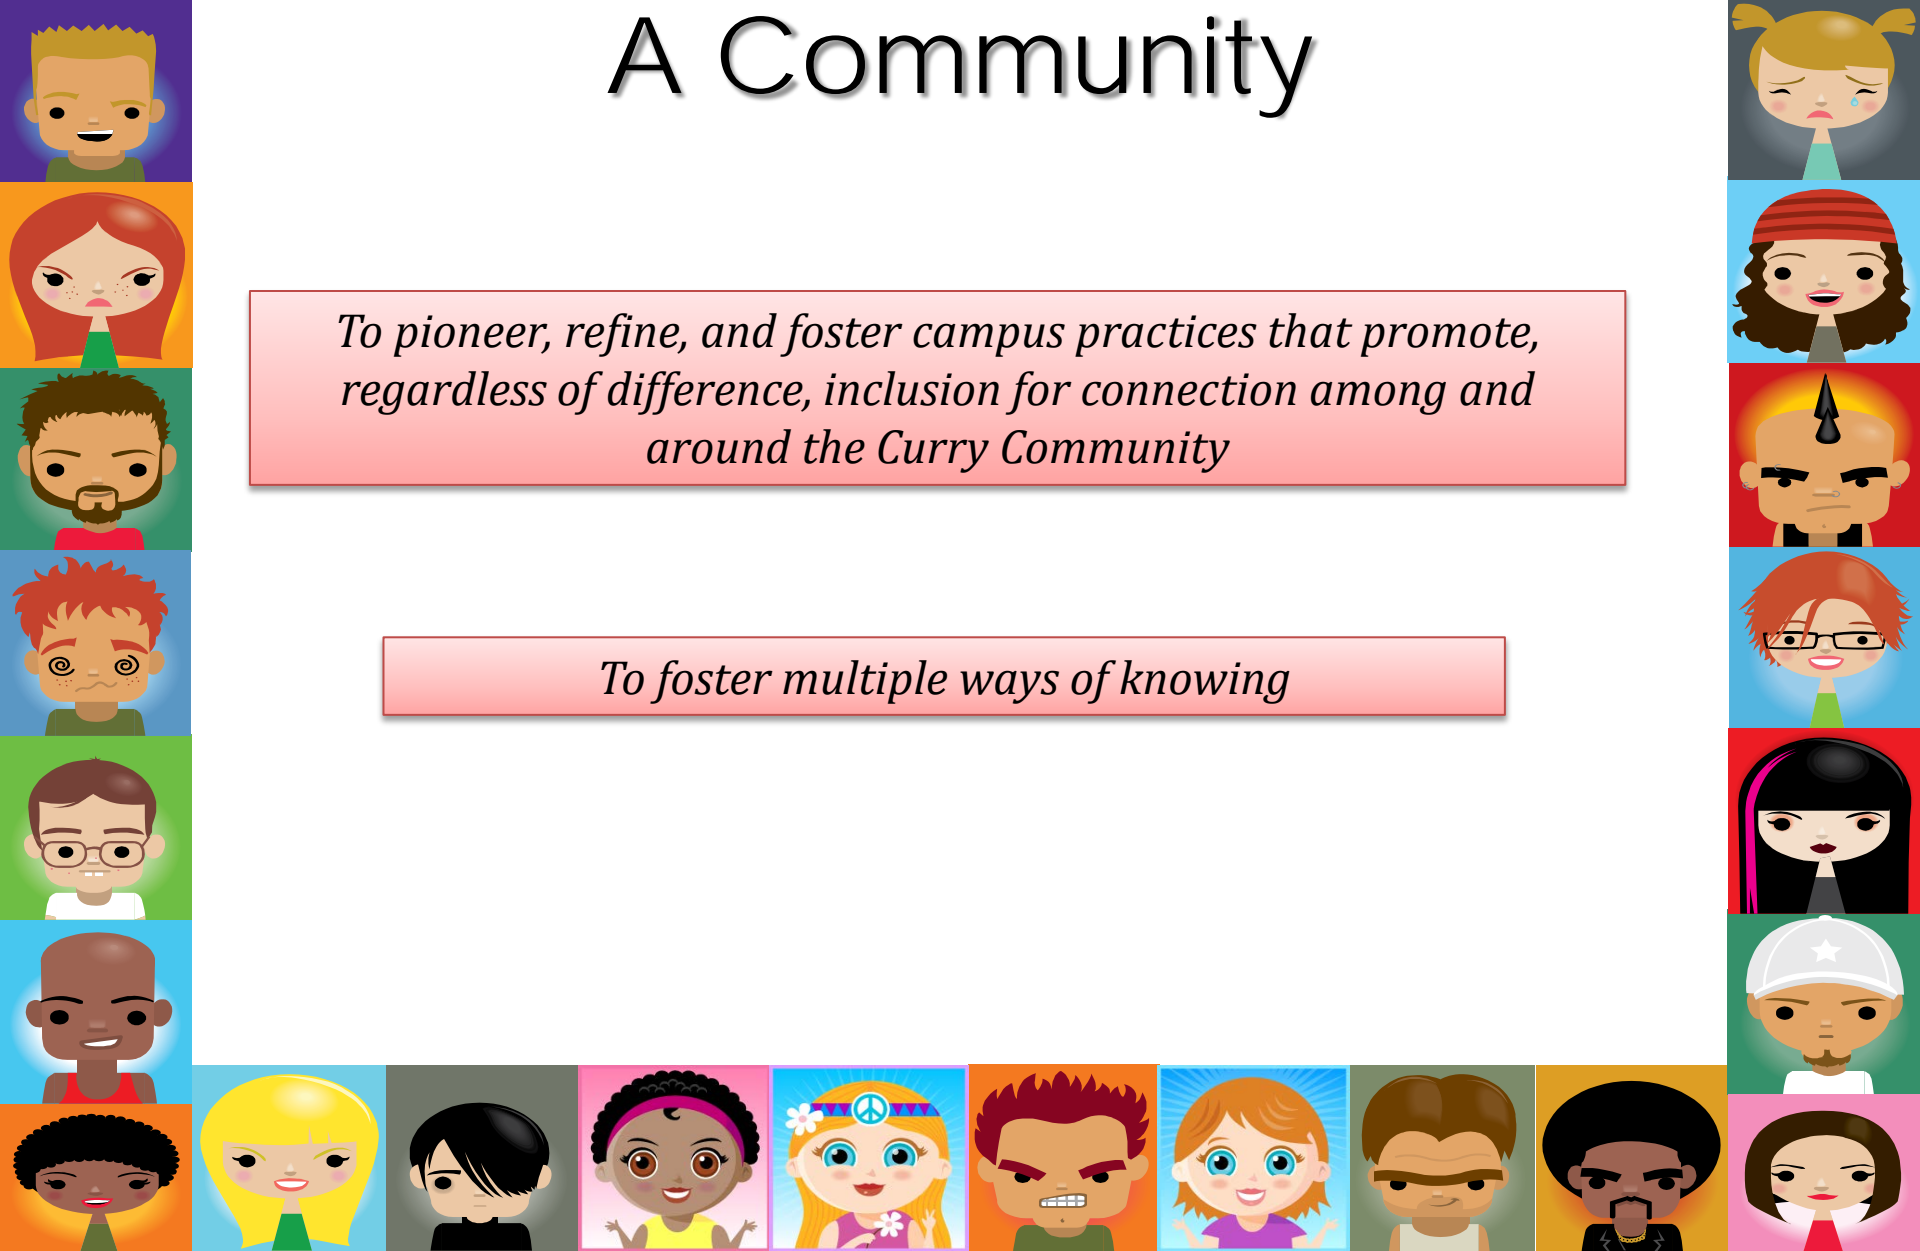 A Community
To pioneer, refine, and foster campus practices that promote,
regardless of difference, inclusion for connection among and
around the Curry Community
To foster multiple ways of knowing